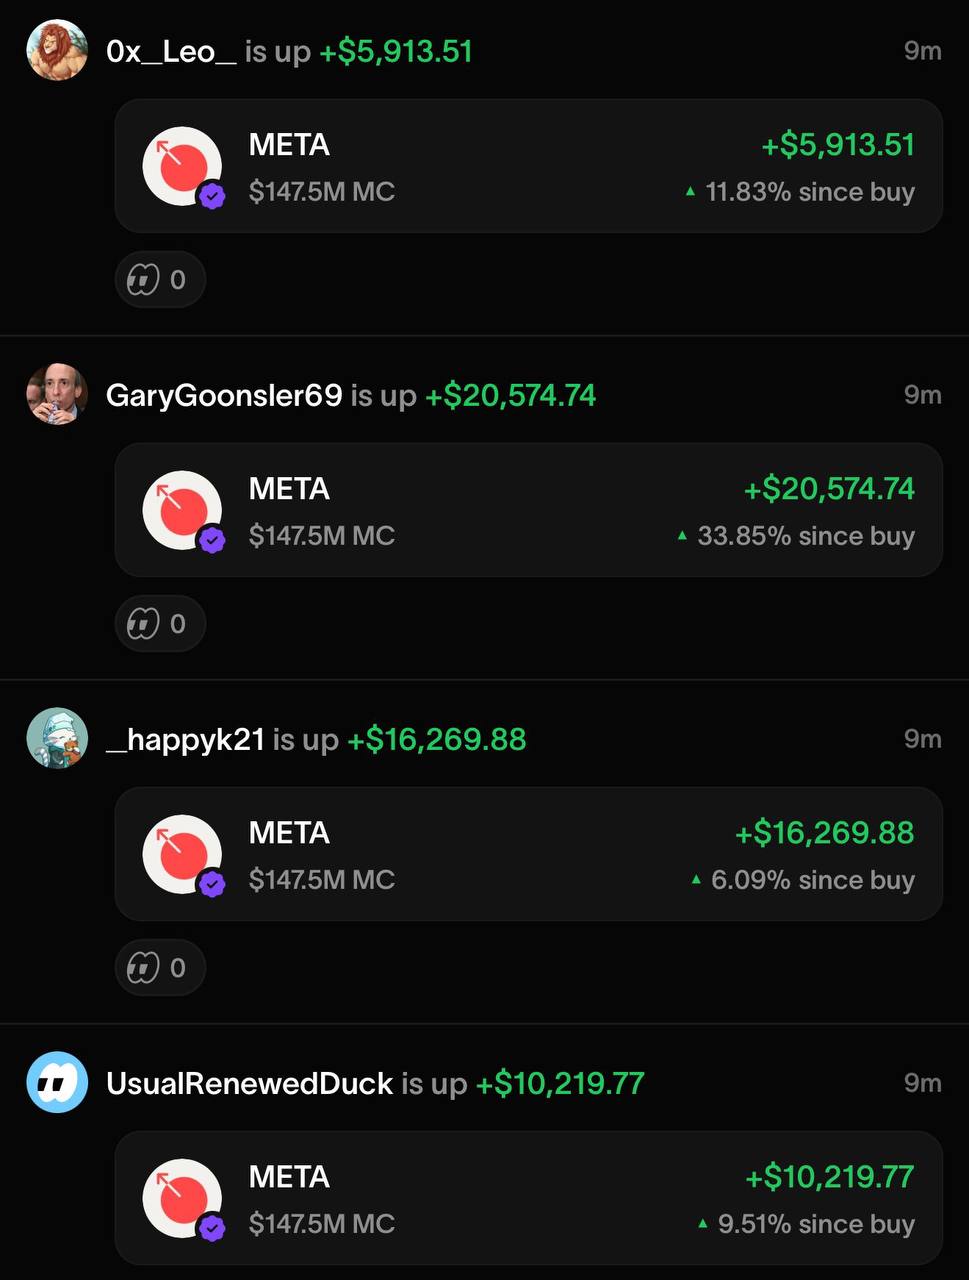 0x__Leo__ is up +$5,913.51 9m
META +$5,913.51
$147.5M MC ▲ 11.83% since buy
0
GaryGoonsler69 is up +$20,574.74 9m
META +$20,574.74
$147.5M MC ▲ 33.85% since buy
0
__happyk21 is up +$16,269.88 9m
META +$16,269.88
$147.5M MC ▲ 6.09% since buy
0
UsualRenewedDuck is up +$10,219.77 9m
META +$10,219.77
$147.5M MC ▲ 9.51% since buy